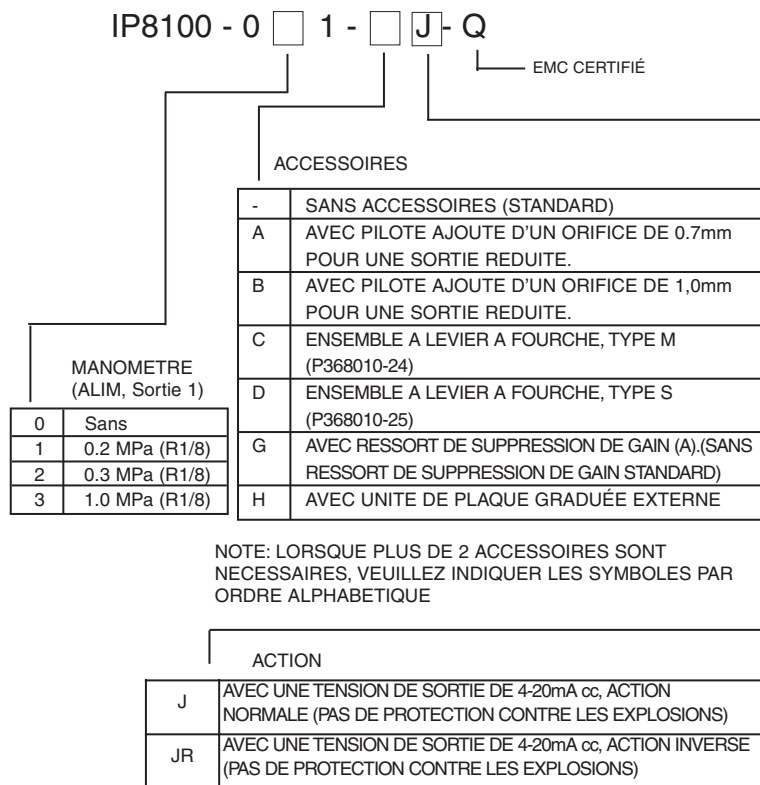 IP8100 - 0 1 - J - Q
EMC CERTIFIÉ
ACCESSOIRES
- SANS ACCESSOIRES (STANDARD)
A AVEC PILOTE AJOUTE D'UN ORIFICE DE 0.7mm
POUR UNE SORTIE REDUITE.
B AVEC PILOTE AJOUTE D'UN ORIFICE DE 1,0mm
POUR UNE SORTIE REDUITE.
C ENSEMBLE A LEVIER A FOURCHE, TYPE M
(P368010-24)
D ENSEMBLE A LEVIER A FOURCHE, TYPE S
(P368010-25)
G AVEC RESSORT DE SUPPRESSION DE GAIN (A).(SANS
RESSORT DE SUPPRESSION DE GAIN STANDARD)
H AVEC UNITE DE PLAQUE GRADUÉE EXTERNE
MANOMETRE
(ALIM, Sortie 1)
0 Sans
1 0.2 MPa (R1/8)
2 0.3 MPa (R1/8)
3 1.0 MPa (R1/8)
NOTE: LORSQUE PLUS DE 2 ACCESSOIRES SONT
NECESSAIRES, VEUILLEZ INDIQUER LES SYMBOLES PAR
ORDRE ALPHABETIQUE
ACTION
J AVEC UNE TENSION DE SORTIE DE 4-20mA cc, ACTION
NORMALE (PAS DE PROTECTION CONTRE LES EXPLOSIONS)
JR AVEC UNE TENSION DE SORTIE DE 4-20mA cc, ACTION INVERSE
(PAS DE PROTECTION CONTRE LES EXPLOSIONS)